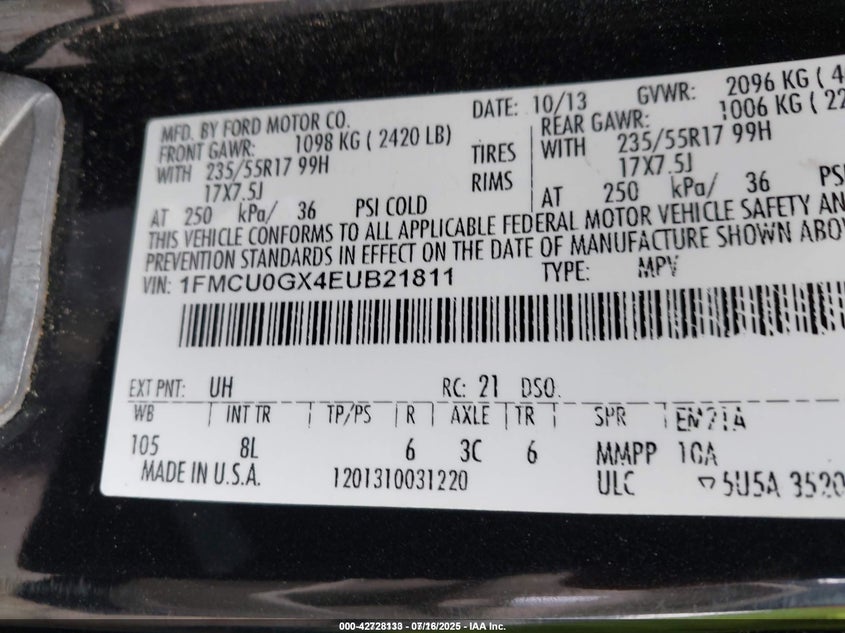 MFD. BY FORD MOTOR CO.
DATE: 10/13
GVWR: 2096 KG
FRONT GAWR: 1098 KG ( 2420 LB)
REAR GAWR: 1006 KG
WITH 235/55R17 99H TIRES
WITH 235/55R17 99H
17X7.5J RIMS
17X7.5J
AT 250 kPa/ 36 PSI COLD
AT 250 kPa/ 36
THIS VEHICLE CONFORMS TO ALL APPLICABLE FEDERAL MOTOR VEHICLE SAFETY
PREVENTION STANDARDS IN EFFECT ON THE DATE OF MANUFACTURE SHOWN
VIN: 1FMCU0GX4EUB21811 TYPE: MPV
EXT PNT: UH RC: 21 DSO:
WB INT TR TP/PS R AXLE TR SPR EM21A
105 8L 6 3C 6 MMPP 10A
MADE IN U.S.A. 1201310031220 ULC 5U5A
000-42728133 - 07/16/2025 - IAA Inc.